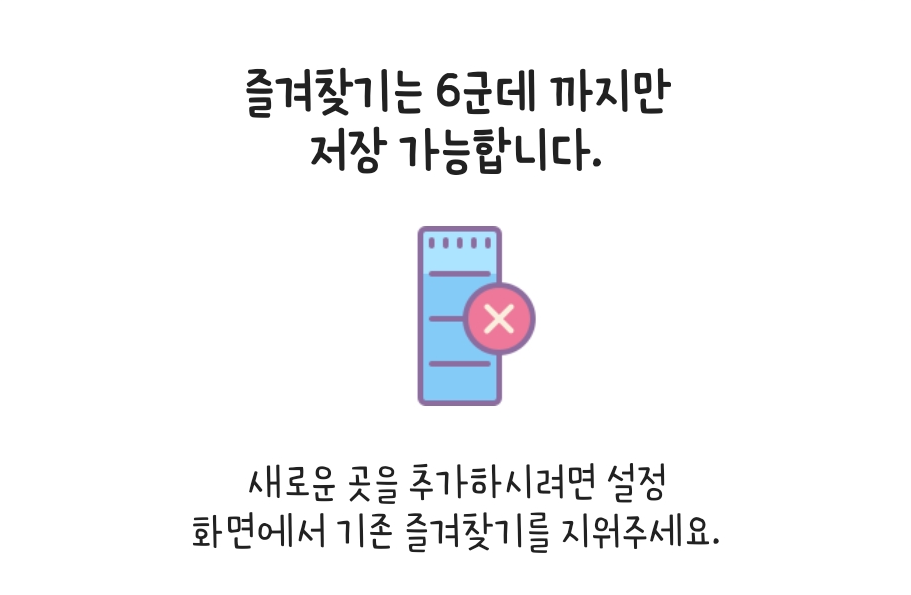 즐겨찾기는 6군데 까지만
저장 가능합니다.
새로운 곳을 추가하시려면 설정
화면에서 기존 즐겨찾기를 지워주세요.